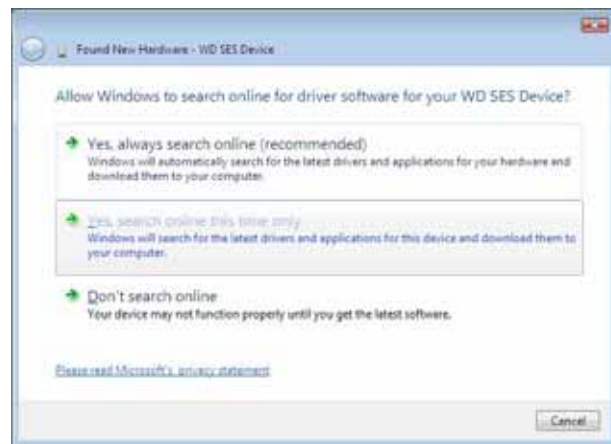 Found New Hardware - WD SES Device
Allow Windows to search online for driver software for your WD SES Device?
Yes, always search online (recommended)
Windows will automatically search for the latest drivers and applications for your hardware and
download them to your computer.
Yes, search online this time only
Windows will search for the latest drivers and applications for this device and download them to
your computer.
Don't search online
Your device may not function properly until you get the latest software.
Please read Microsoft's privacy statement
Cancel